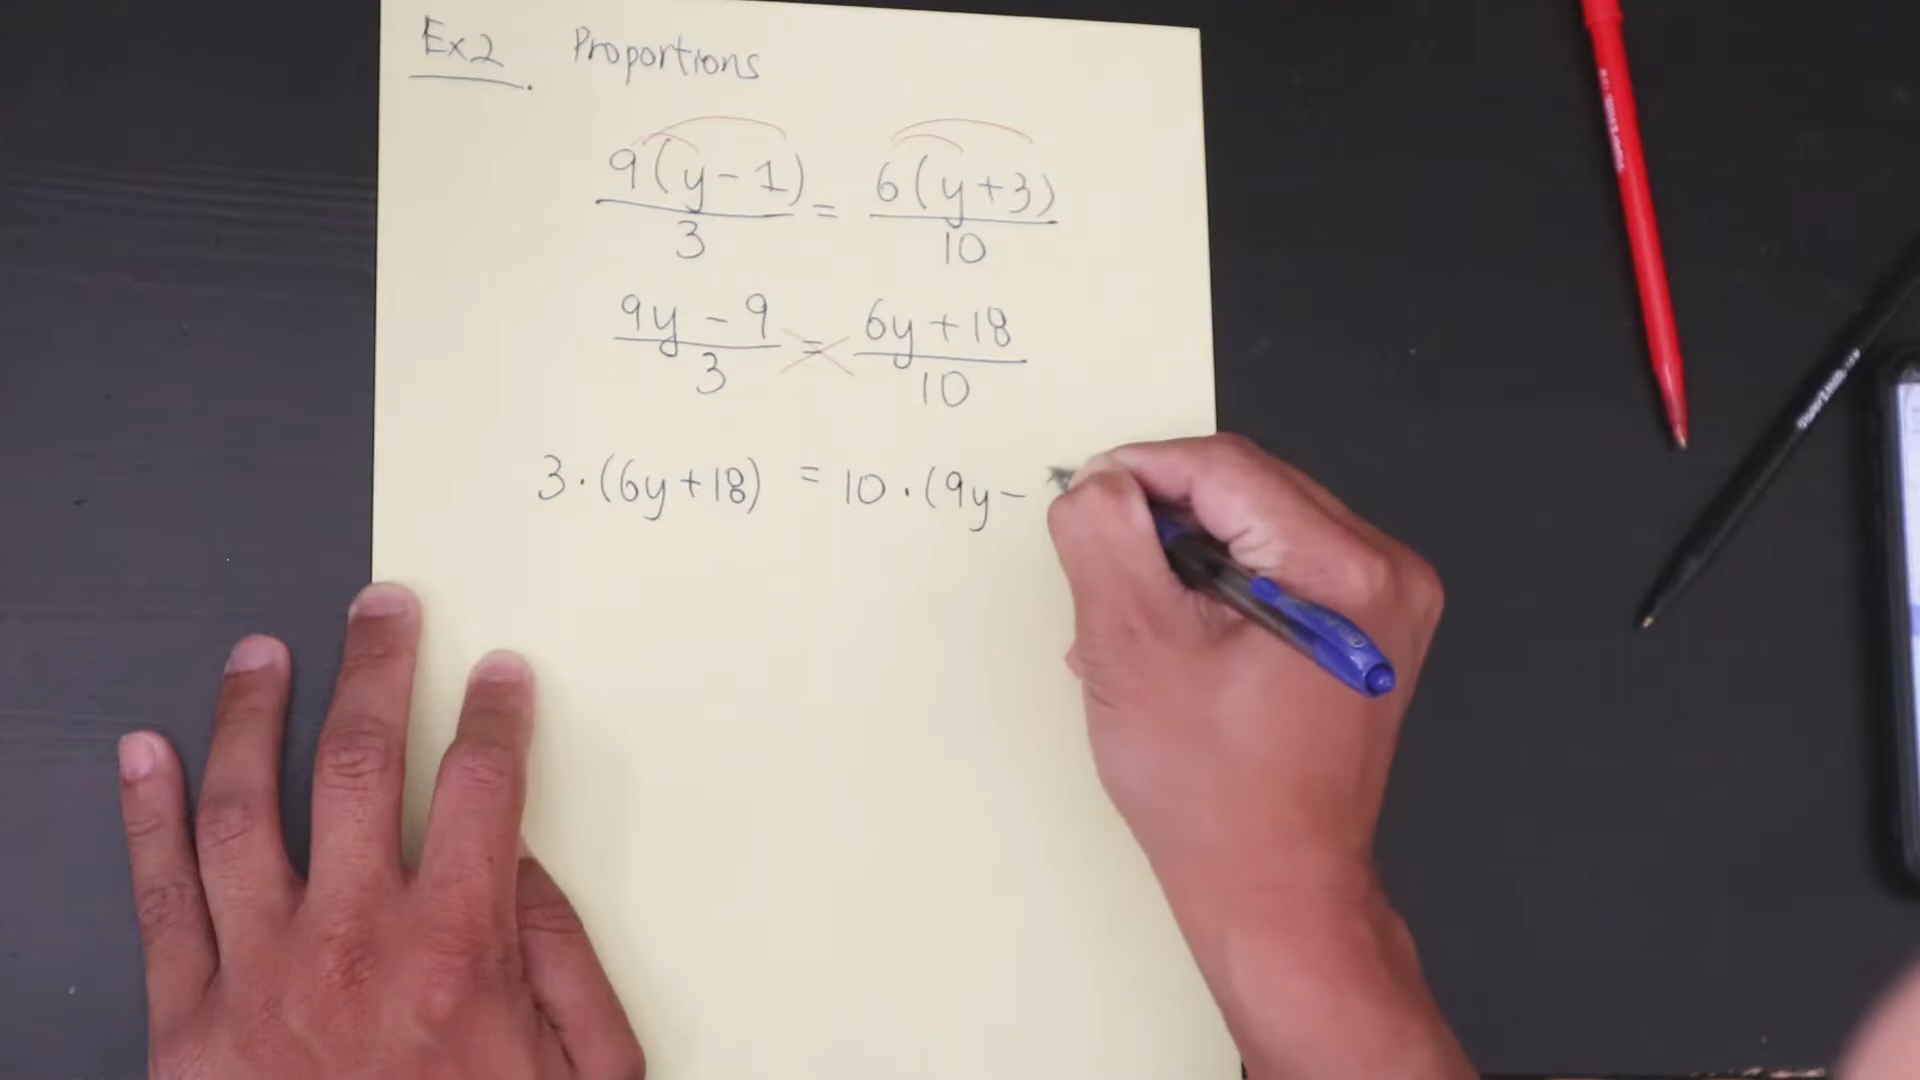 Ex2. Proportions
9(y-1)/3 = 6(y+3)/10
9y-9/3 = 6y+18/10
3·(6y+18) = 10·(9y-